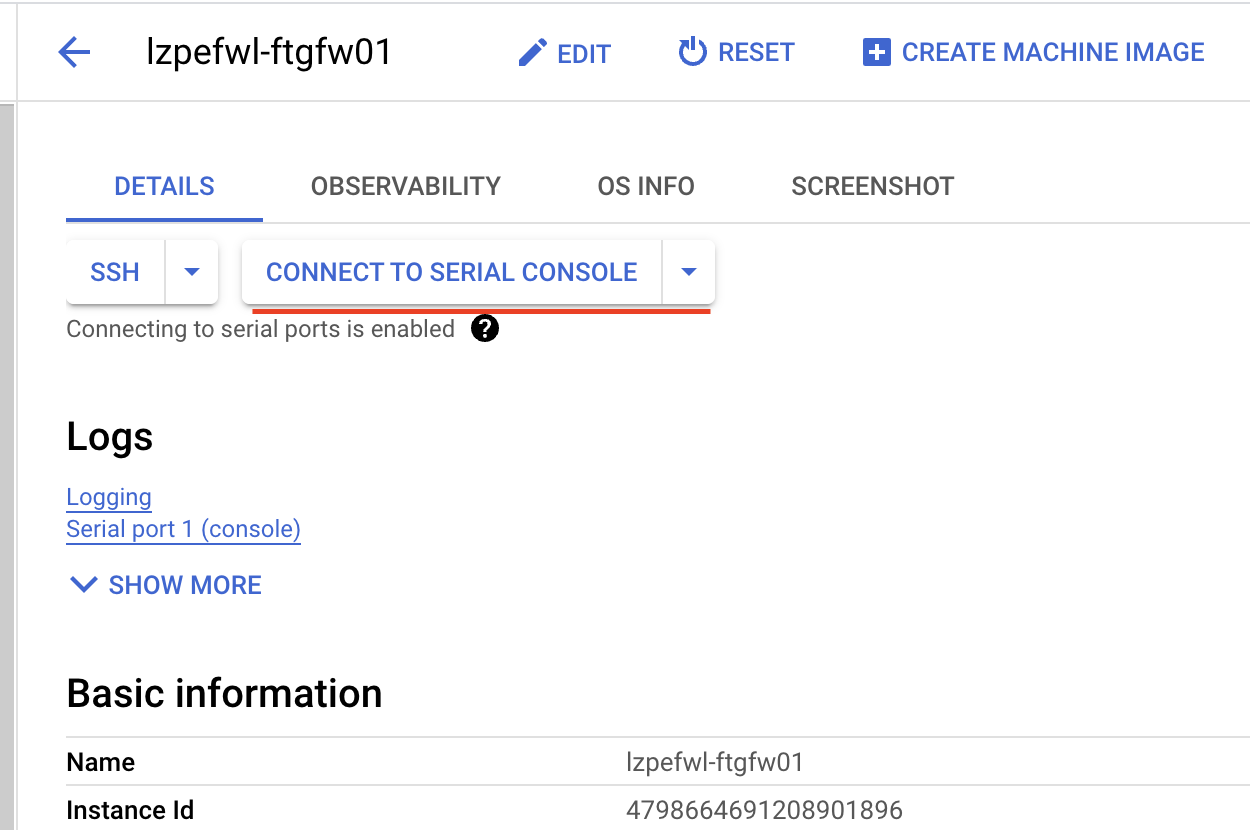 lzpefwl-ftgfw01 EDIT RESET CREATE MACHINE IMAGE
DETAILS OBSERVABILITY OS INFO SCREENSHOT
SSH CONNECT TO SERIAL CONSOLE
Connecting to serial ports is enabled ?
Logs
Logging
Serial port 1 (console)
SHOW MORE
Basic information
Name lzpefwl-ftgfw01
Instance Id 4798664691208901896